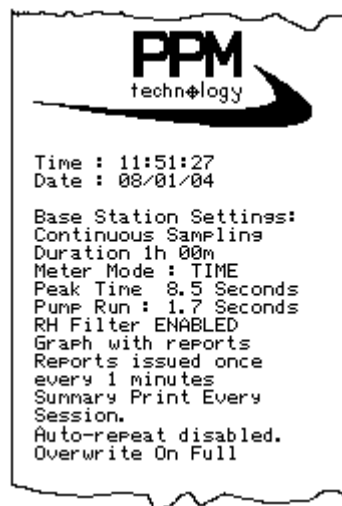 PPM
technology
Time : 11:51:27
Date : 08/01/04
Base Station Settings:
Continuous Sampling
Duration 1h 00m
Meter Mode : TIME
Peak Time 8.5 Seconds
Pump Run : 1.7 Seconds
RH Filter ENABLED
Graph with reports
Reports issued once
every 1 minutes
Summary Print Every
Session.
Auto-repeat disabled.
Overwrite On Full